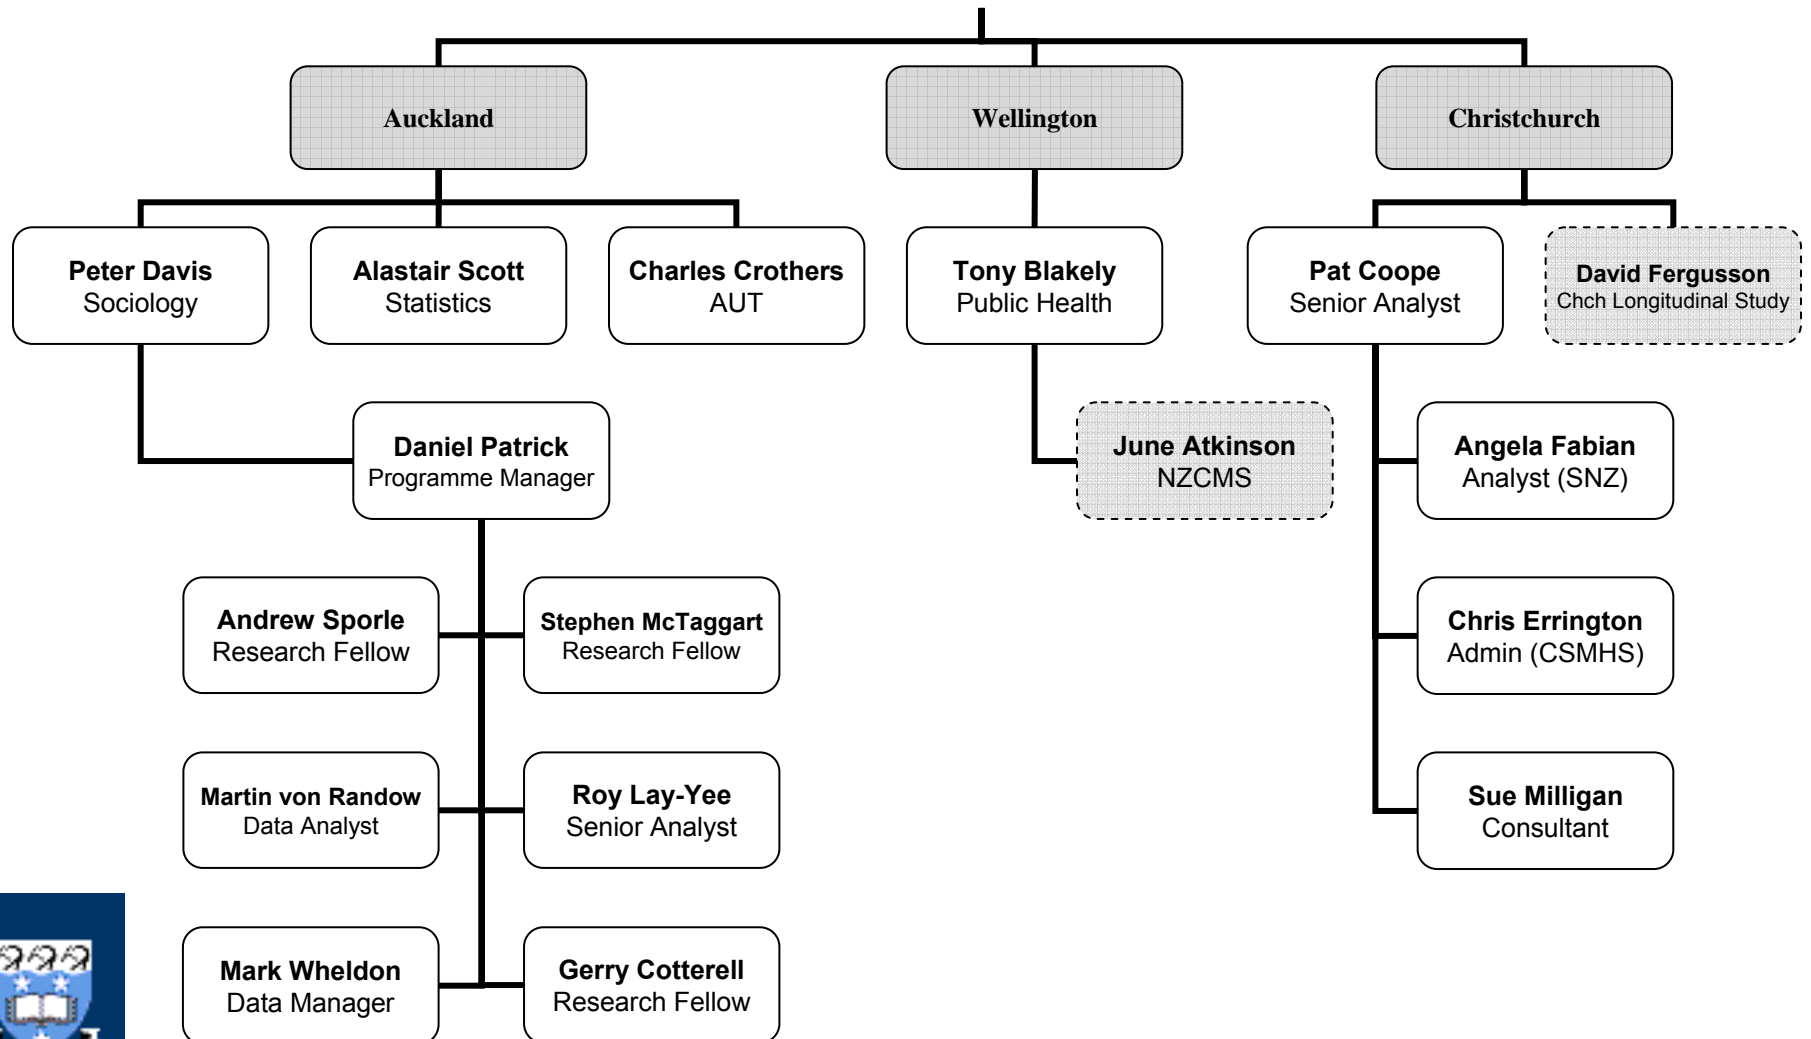 Auckland
Wellington
Christchurch
Peter Davis
Sociology
Alastair Scott
Statistics
Charles Crothers
AUT
Tony Blakely
Public Health
Pat Coope
Senior Analyst
David Fergusson
Chch Longitudinal Study
Daniel Patrick
Programme Manager
June Atkinson
NZCMS
Angela Fabian
Analyst (SNZ)
Andrew Sporle
Research Fellow
Stephen McTaggart
Research Fellow
Chris Errington
Admin (CSMHS)
Martin von Randow
Data Analyst
Roy Lay-Yee
Senior Analyst
Sue Milligan
Consultant
Mark Wheldon
Data Manager
Gerry Cotterell
Research Fellow